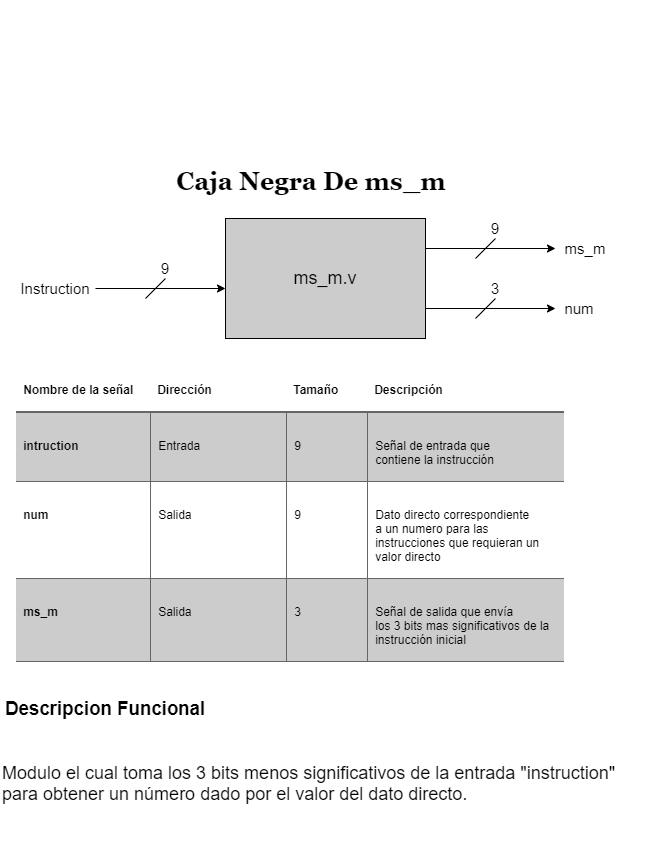 Caja Negra De ms_m
9
ms_m
9
ms_m.v
Instruction
3
num
Nombre de la señal Dirección Tamaño Descripción
intruction Entrada 9 Señal de entrada que
contiene la instrucción
num Salida 9 Dato directo correspondiente
a un numero para las
instrucciones que requieran un
valor directo
ms_m Salida 3 Señal de salida que envía
los 3 bits mas significativos de la
instrucción inicial
Descripcion Funcional
Modulo el cual toma los 3 bits menos significativos de la entrada "instruction"
para obtener un número dado por el valor del dato directo.